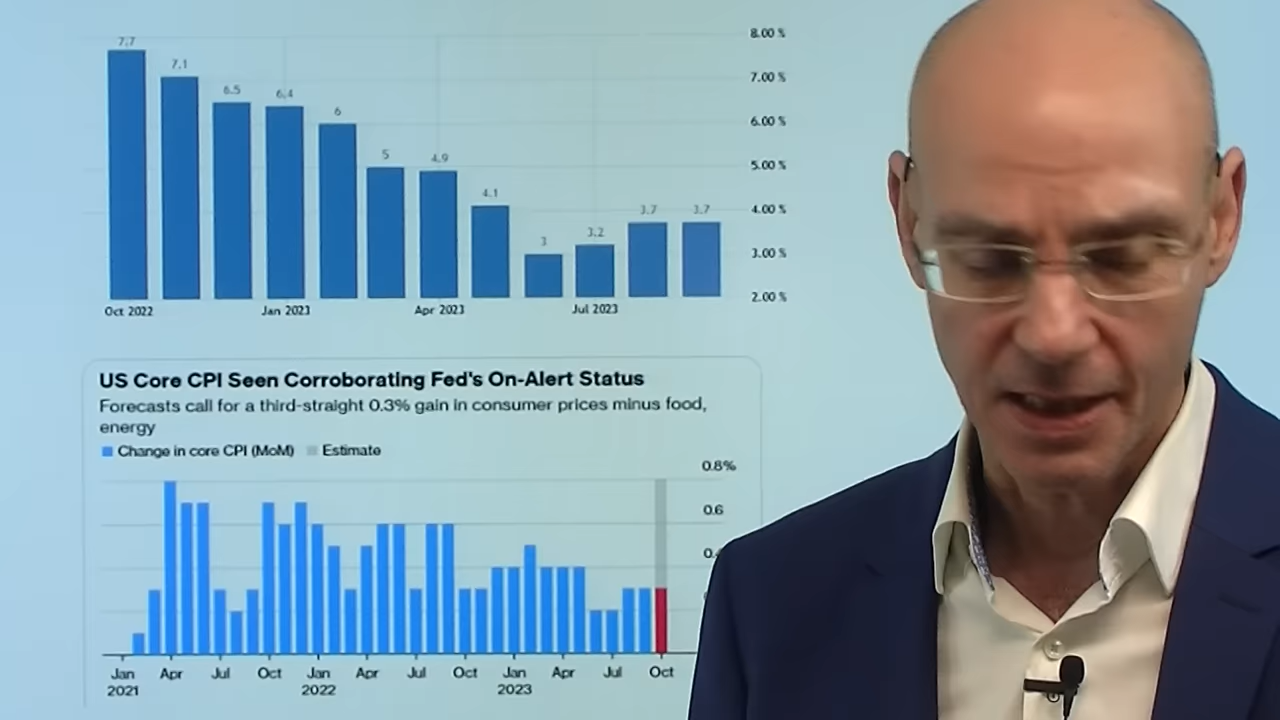 7.7
7.1
6.5
6.4
6
5
4.9
4.1
3
3.2
3.7
3.7
8.00 %
7.00 %
6.00 %
5.00 %
4.00 %
3.00 %
2.00 %
Oct 2022
Jan 2023
Apr 2023
Jul 2023
US Core CPI Seen Corroborating Fed's On-Alert Status
Forecasts call for a third-straight 0.3% gain in consumer prices minus food,
energy
Change in core CPI (MoM)
Estimate
0.8%
0.6
Jan Apr Jul Oct Jan Apr Jul Oct Jan Apr Jul Oct
2021 2022 2023